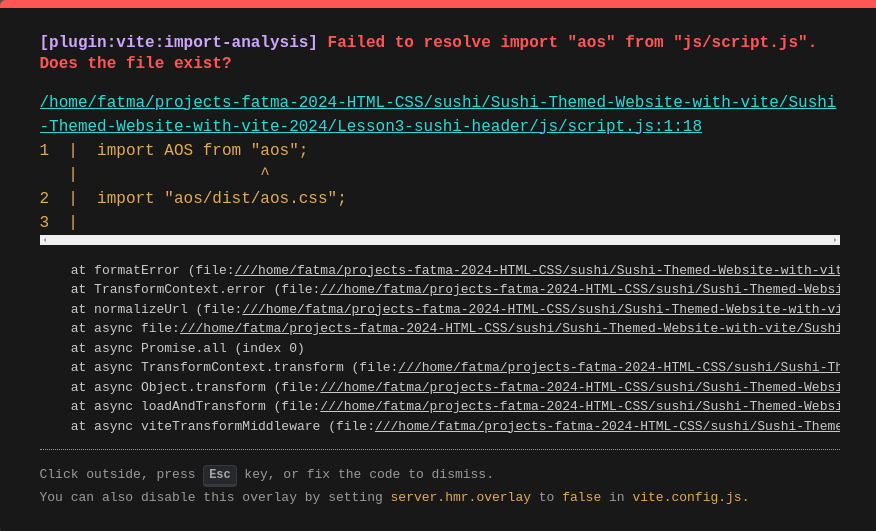 [plugin:vite:import-analysis] Failed to resolve import "aos" from "js/script.js".
Does the file exist?
/home/fatma/projects-fatma-2024-HTML-CSS/sushi/Sushi-Themed-Website-with-vite/Sushi
-Themed-Website-with-vite-2024/Lesson3-sushi-header/js/script.js:1:18
1  |  import AOS from "aos";
   |                   ^
2  |  import "aos/dist/aos.css";
3  |
at formatError (file:///home/fatma/projects-fatma-2024-HTML-CSS/sushi/Sushi-Themed-Website-with-vit
at TransformContext.error (file:///home/fatma/projects-fatma-2024-HTML-CSS/sushi/Sushi-Themed-Websi
at normalizeUrl (file:///home/fatma/projects-fatma-2024-HTML-CSS/sushi/Sushi-Themed-Website-with-vi
at async file:///home/fatma/projects-fatma-2024-HTML-CSS/sushi/Sushi-Themed-Website-with-vite/Sushi
at async Promise.all (index 0)
at async TransformContext.transform (file:///home/fatma/projects-fatma-2024-HTML-CSS/sushi/Sushi-Th
at async Object.transform (file:///home/fatma/projects-fatma-2024-HTML-CSS/sushi/Sushi-Themed-Websi
at async loadAndTransform (file:///home/fatma/projects-fatma-2024-HTML-CSS/sushi/Sushi-Themed-Websi
at async viteTransformMiddleware (file:///home/fatma/projects-fatma-2024-HTML-CSS/sushi/Sushi-Theme
Click outside, press Esc key, or fix the code to dismiss.
You can also disable this overlay by setting server.hmr.overlay to false in vite.config.js.